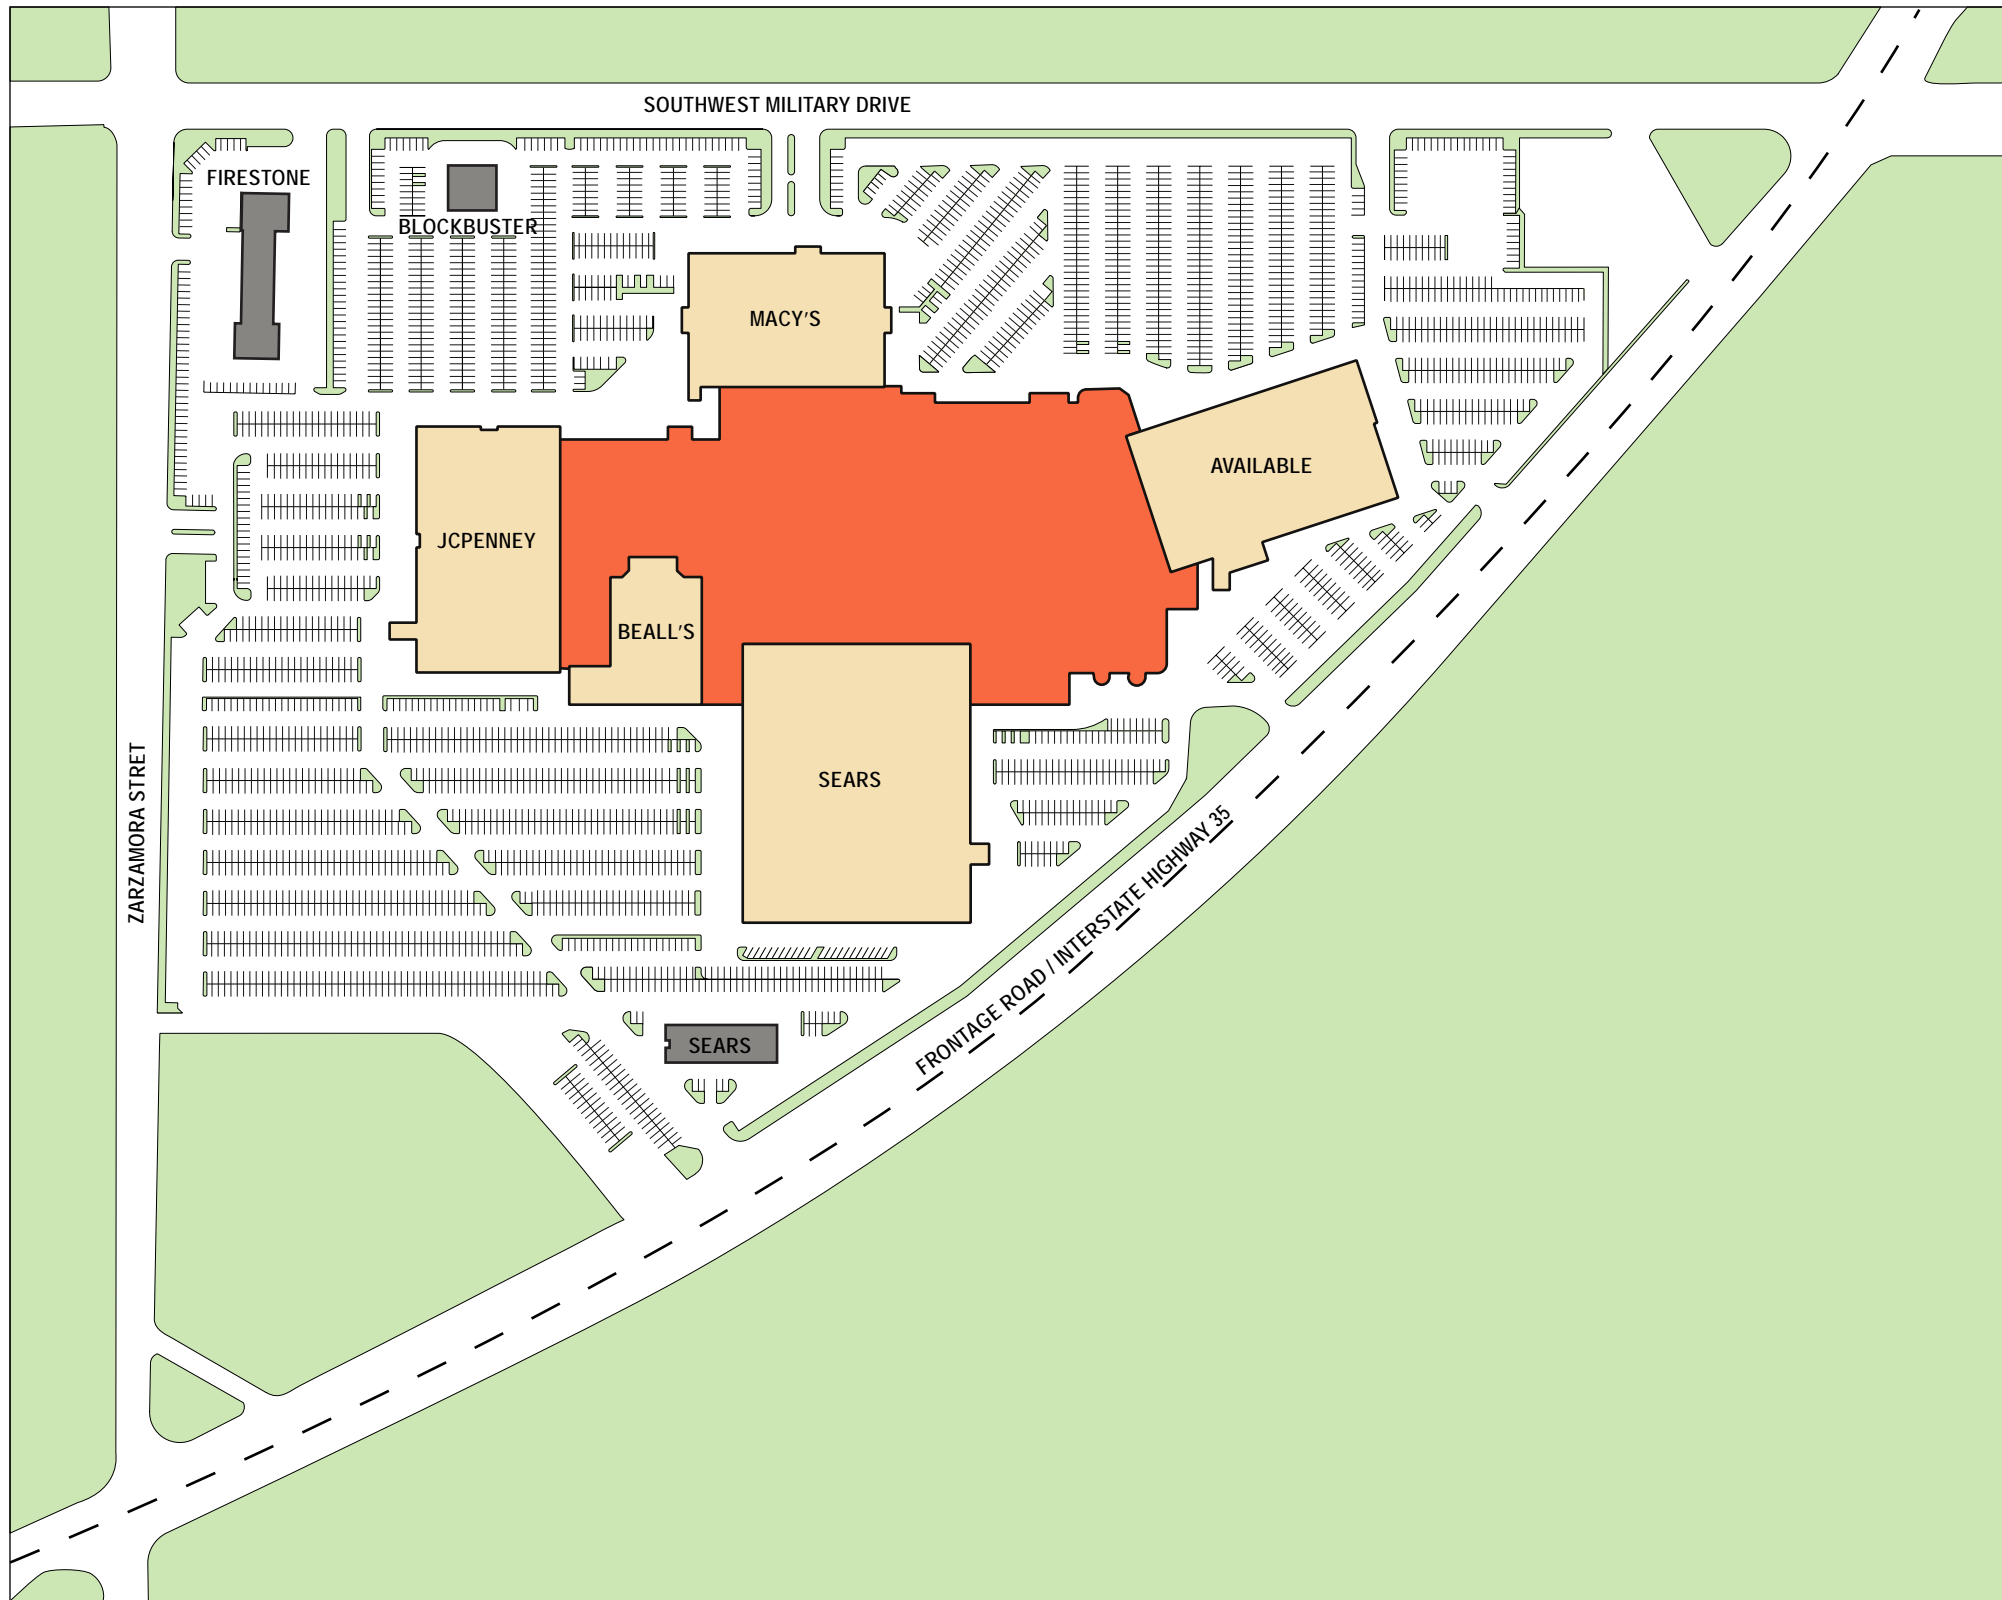 SOUTHWEST MILITARY DRIVE
FIRESTONE
BLOCKBUSTER
MACY'S
AVAILABLE
JCPENNEY
BEALL'S
SEARS
ZARZAMORA STRET
FRONTAGE ROAD / INTERSTATE HIGHWAY 35
SEARS